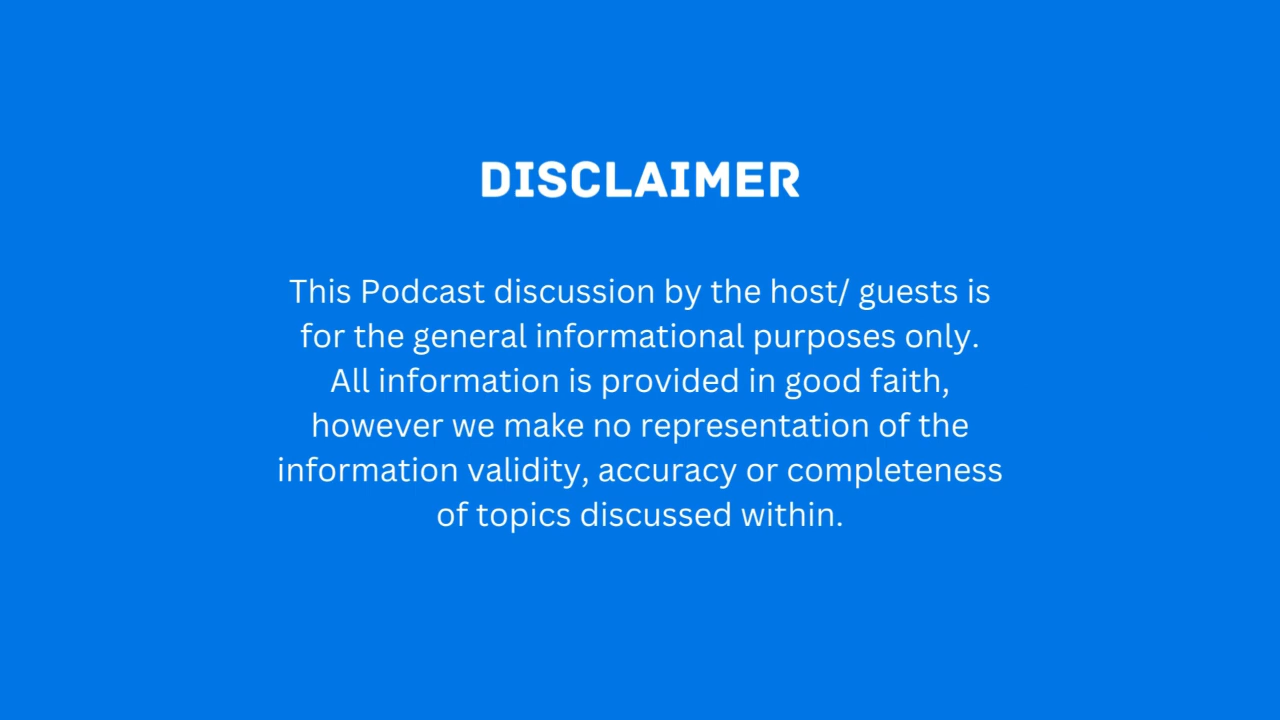 DISCLAIMER
This Podcast discussion by the host/ guests is
for the general informational purposes only.
All information is provided in good faith,
however we make no representation of the
information validity, accuracy or completeness
of topics discussed within.